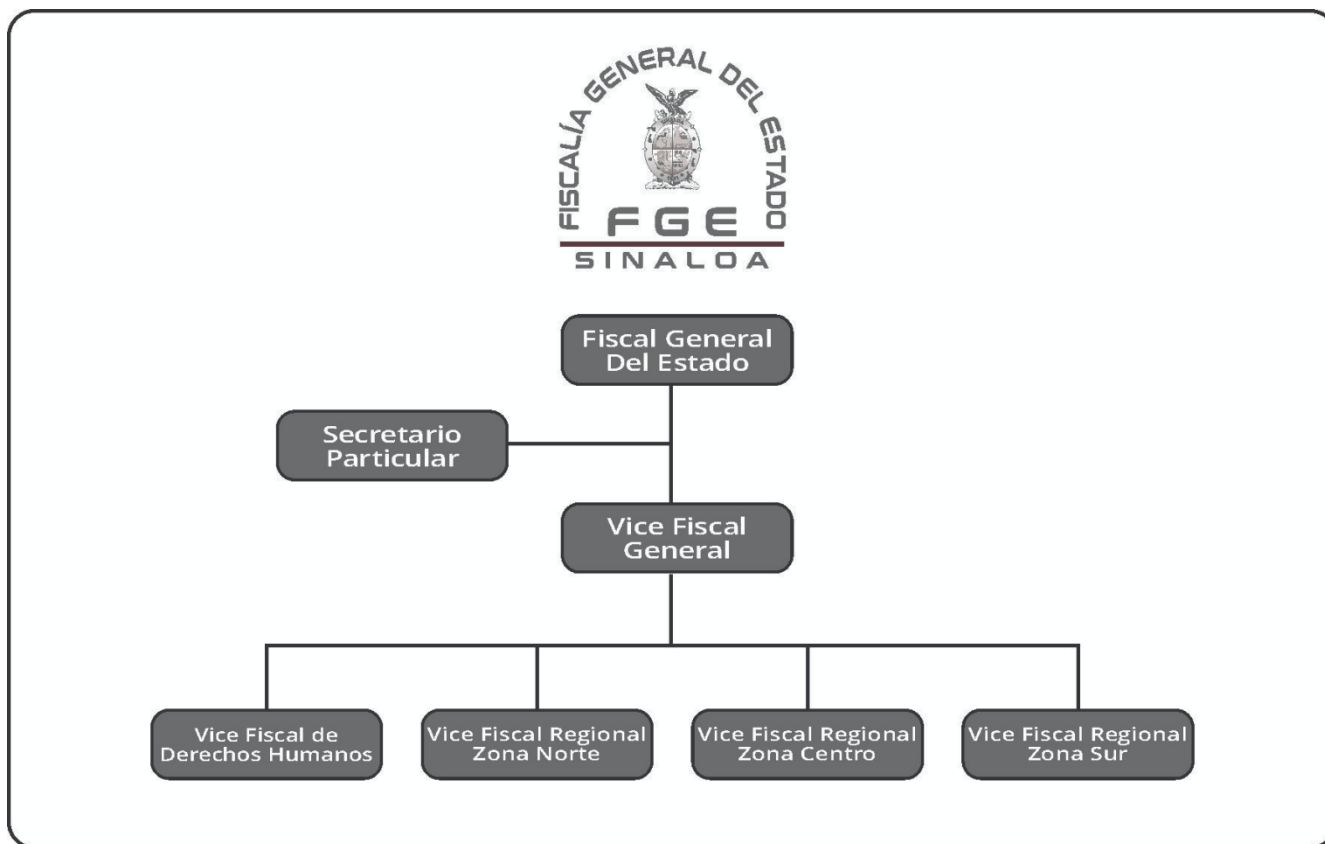 FISCALÍA GENERAL DEL ESTADO
FGE
SINALOA
Fiscal General
Del Estado
Secretario
Particular
Vice Fiscal
General
Vice Fiscal de
Derechos Humanos
Vice Fiscal Regional
Zona Norte
Vice Fiscal Regional
Zona Centro
Vice Fiscal Regional
Zona Sur